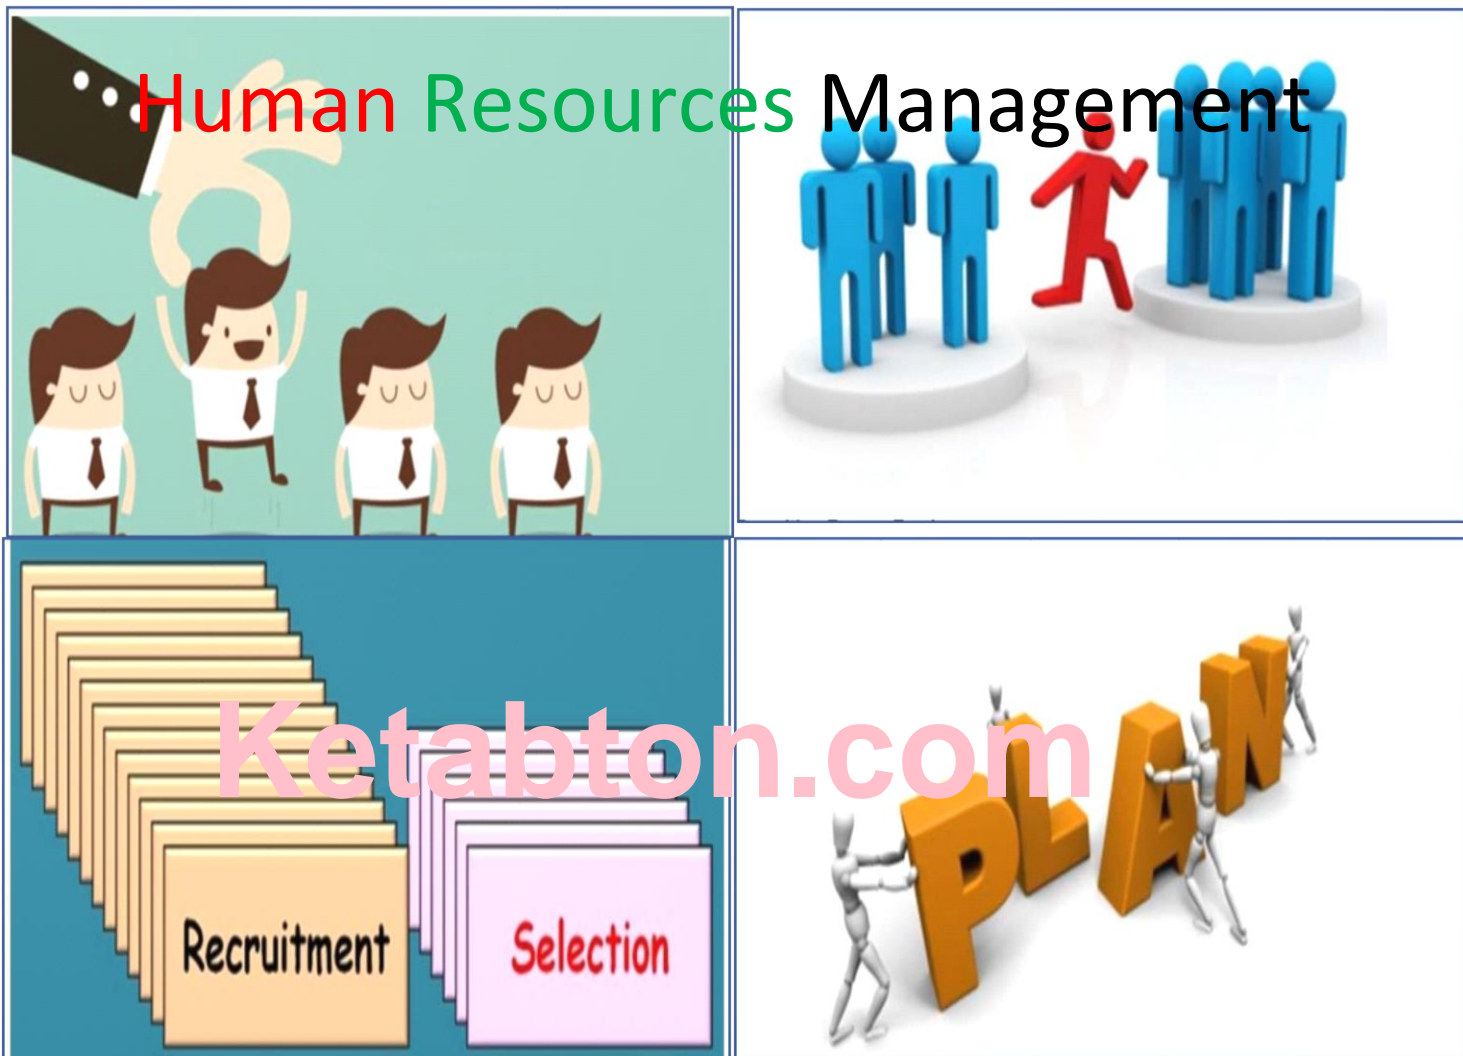 Human Resources Management
Ketabton.com
PLAN
Recruitment
Selection